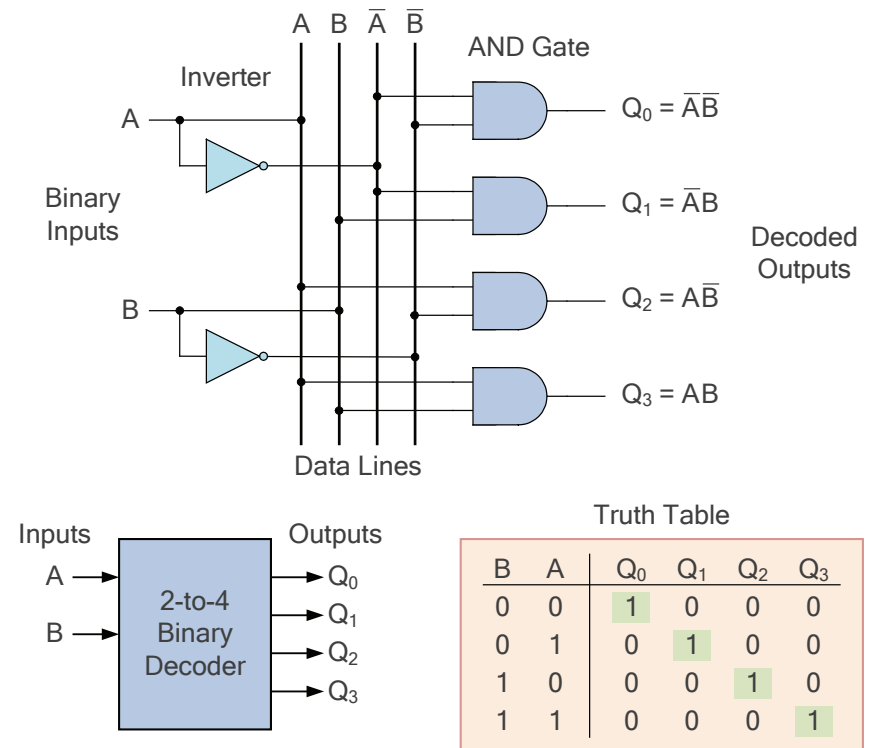 A B A̅ B̅
AND Gate
Inverter
A
Q₀ = A̅B̅
Binary
Inputs
Q₁ = A̅B
Decoded
Outputs
Q₂ = AB̅
B
Q₃ = AB
Data Lines
Inputs
Outputs
A
B
2-to-4
Binary
Decoder
Q₀
Q₁
Q₂
Q₃
Truth Table
B A Q₀ Q₁ Q₂ Q₃
0 0 1 0 0 0
0 1 0 1 0 0
1 0 0 0 1 0
1 1 0 0 0 1